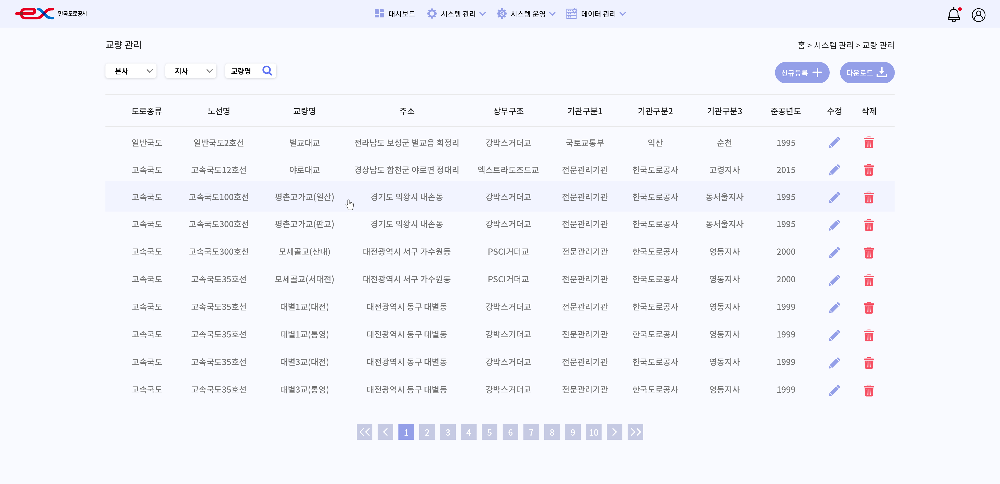 ex 한국도로공사
대시보드 시스템 관리 시스템 운영 데이터 관리
교량 관리
홈 > 시스템 관리 > 교량 관리
본사 지사 교량명
신규등록 다운로드
도로종류 노선명 교량명 주소 상부구조 기관구분1 기관구분2 기관구분3 준공년도 수정 삭제
일반국도 일반국도2호선 벌교대교 전라남도 보성군 벌교읍 회정리 강박스거더교 국토교통부 익산 순천 1995
고속국도 고속국도12호선 야로대교 경상남도 합천군 야로면 정대리 엑스트라도즈드교 전문관리기관 한국도로공사 고령지사 2015
고속국도 고속국도100호선 평촌고가교(일산) 경기도 의왕시 내손동 강박스거더교 전문관리기관 한국도로공사 동서울지사 1995
고속국도 고속국도300호선 평촌고가교(판교) 경기도 의왕시 내손동 강박스거더교 전문관리기관 한국도로공사 동서울지사 1995
고속국도 고속국도300호선 모세골교(산내) 대전광역시 서구 가수원동 PSCI거더교 전문관리기관 한국도로공사 영동지사 2000
고속국도 고속국도35호선 모세골교(서대전) 대전광역시 서구 가수원동 PSCI거더교 전문관리기관 한국도로공사 영동지사 2000
고속국도 고속국도35호선 대별1교(대전) 대전광역시 동구 대별동 강박스거더교 전문관리기관 한국도로공사 영동지사 1999
고속국도 고속국도35호선 대별1교(통영) 대전광역시 동구 대별동 강박스거더교 전문관리기관 한국도로공사 영동지사 1999
고속국도 고속국도35호선 대별3교(대전) 대전광역시 동구 대별동 강박스거더교 전문관리기관 한국도로공사 영동지사 1999
고속국도 고속국도35호선 대별3교(통영) 대전광역시 동구 대별동 강박스거더교 전문관리기관 한국도로공사 영동지사 1999
<< < 1 2 3 4 5 6 7 8 9 10 > >>